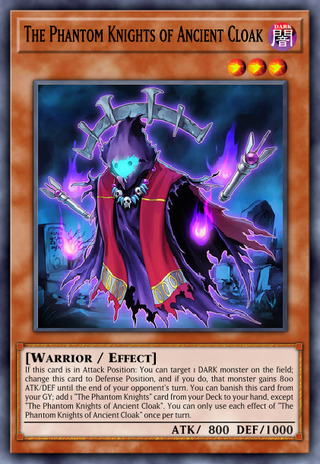 The Phantom Knights of Ancient Cloak
DARK
闇
[Warrior / Effect]
If this card is in Attack Position: You can target 1 DARK monster on the field;
change this card to Defense Position, and if you do, that monster gains 800
ATK/DEF until the end of your opponent's turn. You can banish this card from
your GY; add 1 "The Phantom Knights" card from your Deck to your hand, except
"The Phantom Knights of Ancient Cloak". You can only use each effect of "The
Phantom Knights of Ancient Cloak" once per turn.
ATK/ 800 DEF/1000